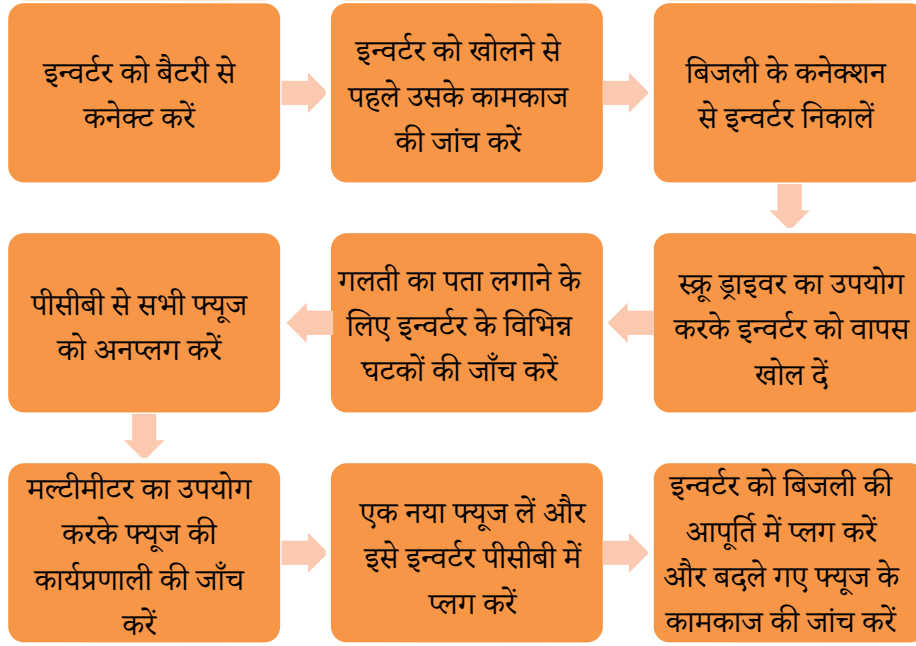 इन्वर्टर को बैटरी से
कनेक्ट करें
इन्वर्टर को खोलने से
पहले उसके कामकाज
की जांच करें
बिजली के कनेक्शन
से इन्वर्टर निकालें
स्क्रू ड्राइवर का उपयोग
करके इन्वर्टर को वापस
खोल दें
गलती का पता लगाने के
लिए इन्वर्टर के विभिन्न
घटकों की जाँच करें
पीसीबी से सभी फ्यूज
को अनप्लग करें
मल्टीमीटर का उपयोग
करके फ्यूज की
कार्यप्रणाली की जाँच
करें
एक नया फ्यूज लें और
इसे इन्वर्टर पीसीबी में
प्लग करें
इन्वर्टर को बिजली की
आपूर्ति में प्लग करें
और बदले गए फ्यूज के
कामकाज की जांच करें